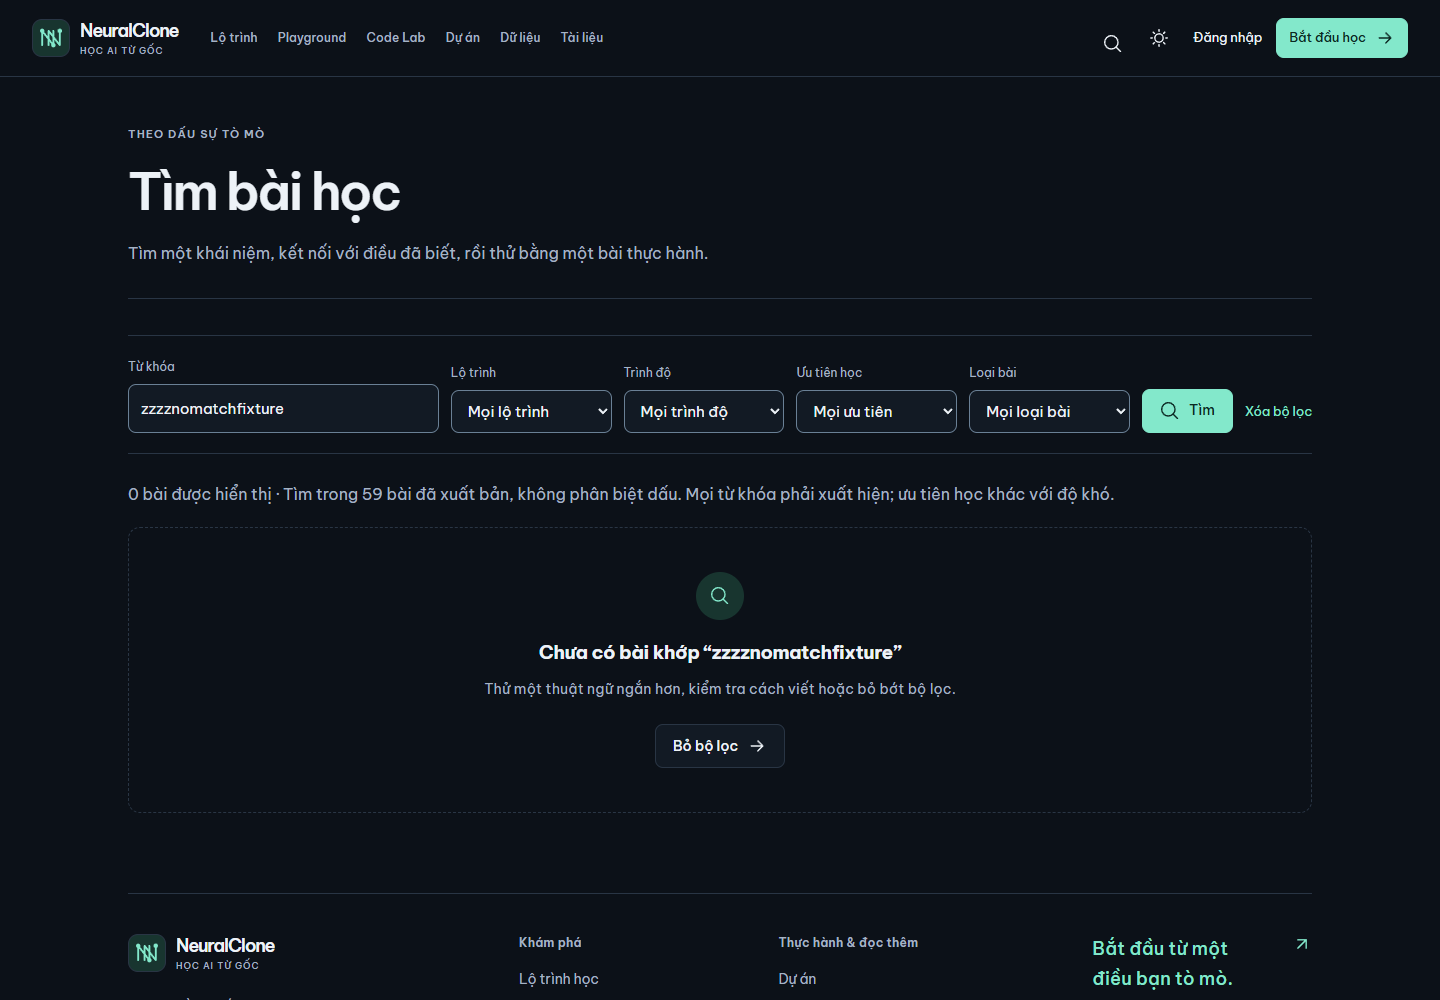 NeuralClone
HỌC AI TỪ GỐC
Lộ trình
Playground
Code Lab
Dự án
Dữ liệu
Tài liệu
Đăng nhập
Bắt đầu học
THEO DẤU SỰ TÒ MÒ
Tìm bài học
Tìm một khái niệm, kết nối với điều đã biết, rồi thử bằng một bài thực hành.
Từ khóa
Lộ trình
Trình độ
Ưu tiên học
Loại bài
zzzznomatchfixture
Mọi lộ trình
Mọi trình độ
Mọi ưu tiên
Mọi loại bài
Tìm
Xóa bộ lọc
0 bài được hiển thị · Tìm trong 59 bài đã xuất bản, không phân biệt dấu. Mọi từ khóa phải xuất hiện; ưu tiên học khác với độ khó.
Chưa có bài khớp “zzzznomatchfixture”
Thử một thuật ngữ ngắn hơn, kiểm tra cách viết hoặc bỏ bớt bộ lọc.
Bỏ bộ lọc
NeuralClone
HỌC AI TỪ GỐC
Khám phá
Lộ trình học
Thực hành & đọc thêm
Dự án
Bắt đầu từ một
điều bạn tò mò.